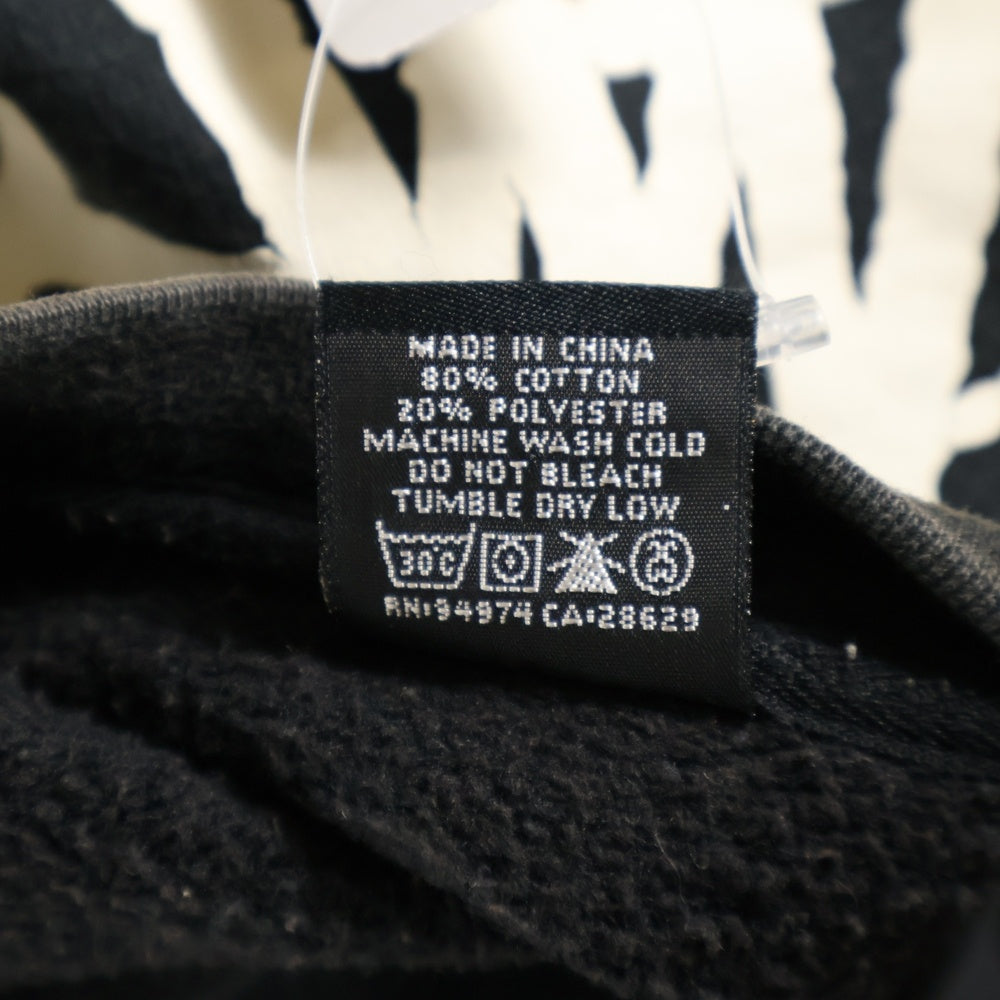 MADE IN CHINA
80% COTTON
20% POLYESTER
MACHINE WASH COLD
DO NOT BLEACH
TUMBLE DRY LOW
30°C
RN:94974 CA:28629